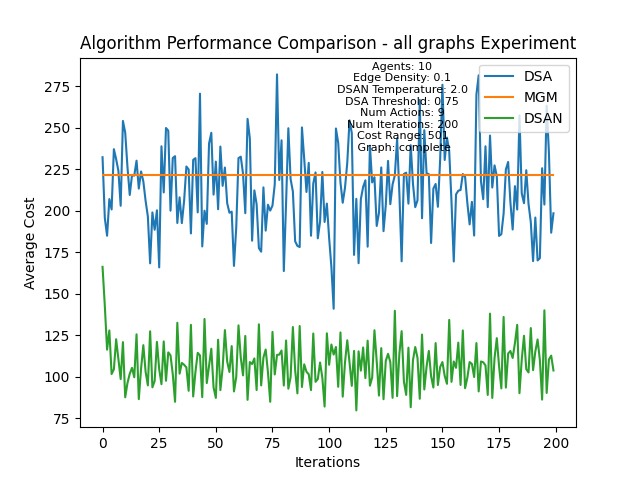 Algorithm Performance Comparison - all graphs Experiment
Agents: 10
Edge Density: 0.1
DSAN Temperature: 2.0
DSA Threshold: 0.75
Num Actions: 9
Num Iterations: 200
Cost Range: 501
Graph: complete
DSA
MGM
DSAN
Average Cost
275
250
225
200
175
150
125
100
75
0 25 50 75 100 125 150 175 200
Iterations